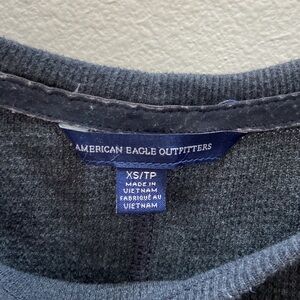 AMERICAN EAGLE OUTFITTERS
XS/TP
MADE IN
VIETNAM
FABRIQUÉ AU
VIETNAM